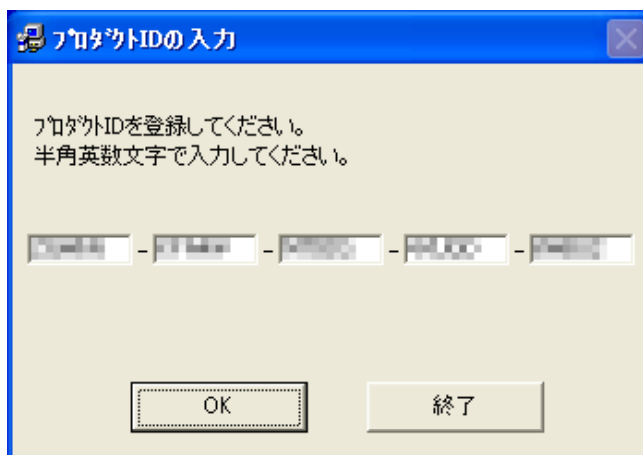 ﾌﾟﾛﾀﾞｸﾄIDの入力
ﾌﾟﾛﾀﾞｸﾄIDを登録してください。
半角英数文字で入力してください。
- - - -
OK 終了